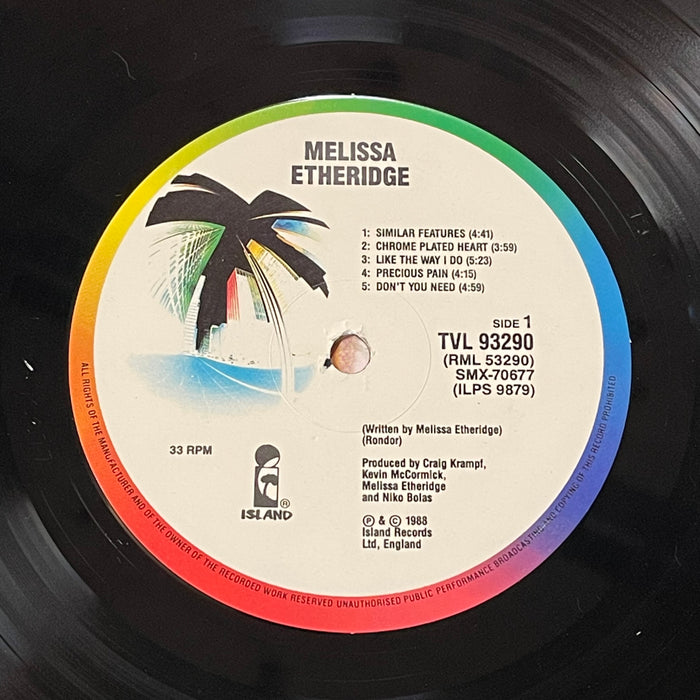 MELISSA
ETHERIDGE
1: SIMILAR FEATURES (4:41)
2: CHROME PLATED HEART (3:59)
3: LIKE THE WAY I DO (5:23)
4: PRECIOUS PAIN (4:15)
5: DON'T YOU NEED (4:59)
SIDE 1
TVL 93290
(RML 53290)
SMX-70677
(ILPS 9879)
(Written by Melissa Etheridge)
(Rondor)
33 RPM
Produced by Craig Krampf,
Kevin McCormick,
Melissa Etheridge
and Niko Bolas
ISLAND ®
Ⓟ & © 1988
Island Records
Ltd, England
ALL RIGHTS OF THE MANUFACTURER AND OF THE OWNER OF THE RECORDED WORK RESERVED UNAUTHORISED PUBLIC PERFORMANCE BROADCASTING AND COPYING OF THIS RECORD PROHIBITED